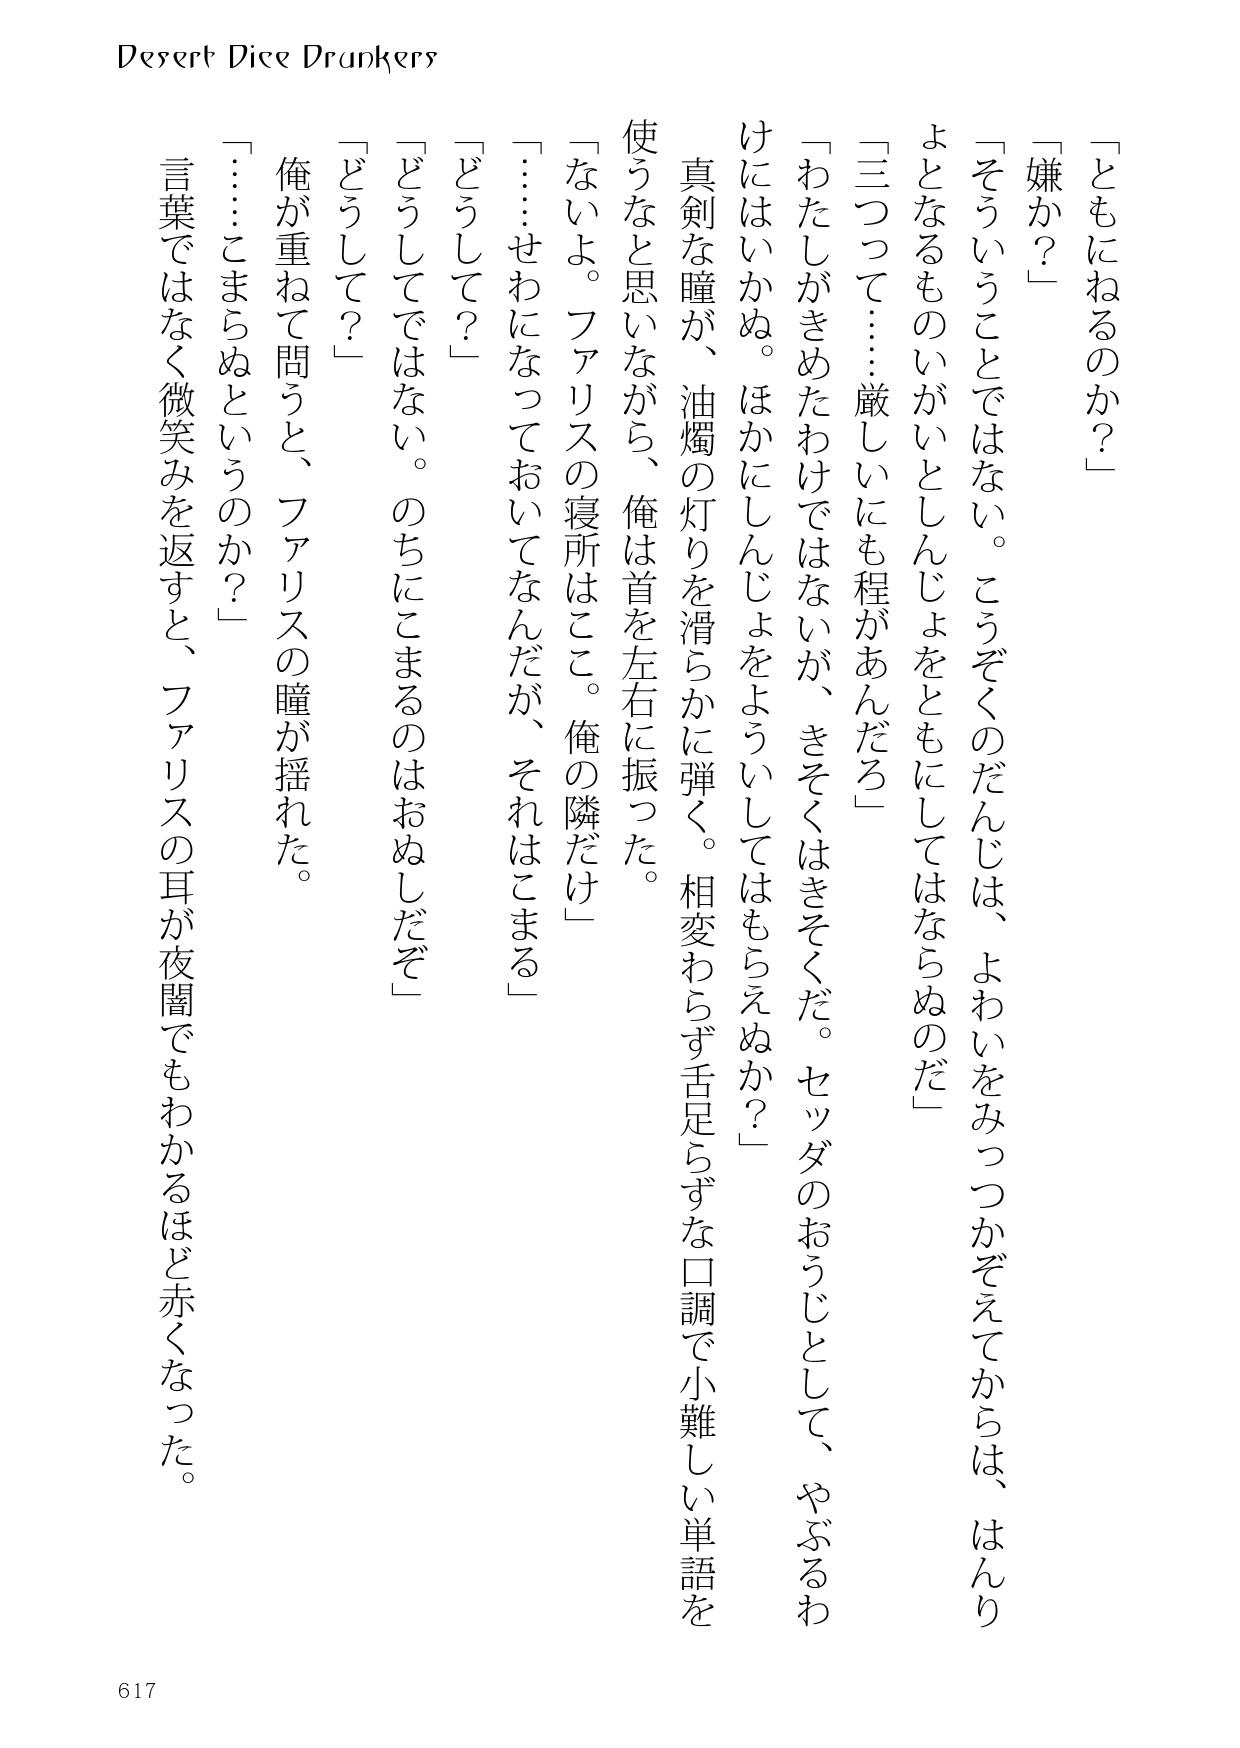 Desert Dice Drunkers
「ともにねるのか？」
「嫌か？」
「そういうことではない。こうぞくのだんじは、よわいをみっつかぞえてからは、はんり
ょとなるものいがいとしんじょをともにしてはならぬのだ」
「三つって……厳しいにも程があんだろ」
「わたしがきめたわけではないが、きそくはきそくだ。セッダのおうじとして、やぶるわ
けにはいかぬ。ほかにしんじょをよういしてはもらえぬか？」
　真剣な瞳が、油燭の灯りを滑らかに弾く。相変わらず舌足らずな口調で小難しい単語を
使うなと思いながら、俺は首を左右に振った。
「ないよ。ファリスの寝所はここ。俺の隣だけ」
「……せわになっておいてなんだが、それはこまる」
「どうして？」
「どうしてではない。のちにこまるのはおぬしだぞ」
「どうして？」
　俺が重ねて問うと、ファリスの瞳が揺れた。
「……こまらぬというのか？」
　言葉ではなく微笑みを返すと、ファリスの耳が夜闇でもわかるほど赤くなった。
617